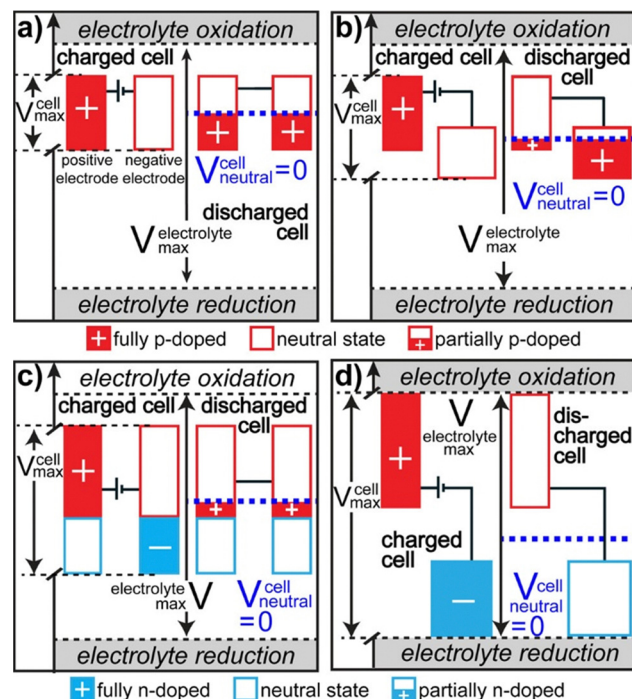 a)
electrolyte oxidation
charged cell
V cell max
+
positive electrode
negative electrode
+
+
V cell neutral =0
discharged cell
V electrolyte max
electrolyte reduction
b)
electrolyte oxidation
charged cell
discharged cell
V cell max
+
+
+
V cell neutral =0
V electrolyte max
electrolyte reduction
+ fully p-doped
neutral state
+ partially p-doped
c)
electrolyte oxidation
charged cell
discharged cell
V cell max
+
−
+
+
electrolyte max V
V cell neutral =0
electrolyte reduction
d)
electrolyte oxidation
V electrolyte max
dis-
charged
cell
V cell max
+
charged
cell
−
V cell neutral =0
electrolyte reduction
+ fully n-doped
neutral state
+ partially n-doped